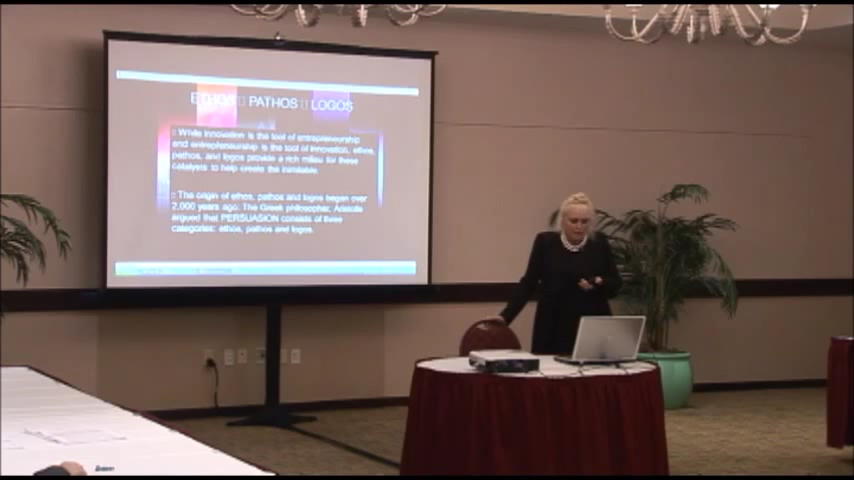 ETHOS □ PATHOS □ LOGOS
□ While innovation is the tool of entrepreneurship
and entrepreneurship is the tool of innovation, ethos,
pathos, and logos provide a rich milieu for these
catalysts to help create the inimitable.
□ The origin of ethos, pathos and logos began over
2,000 years ago. The Greek philosopher, Aristotle
argued that PERSUASION consists of three
categories: ethos, pathos and logos.